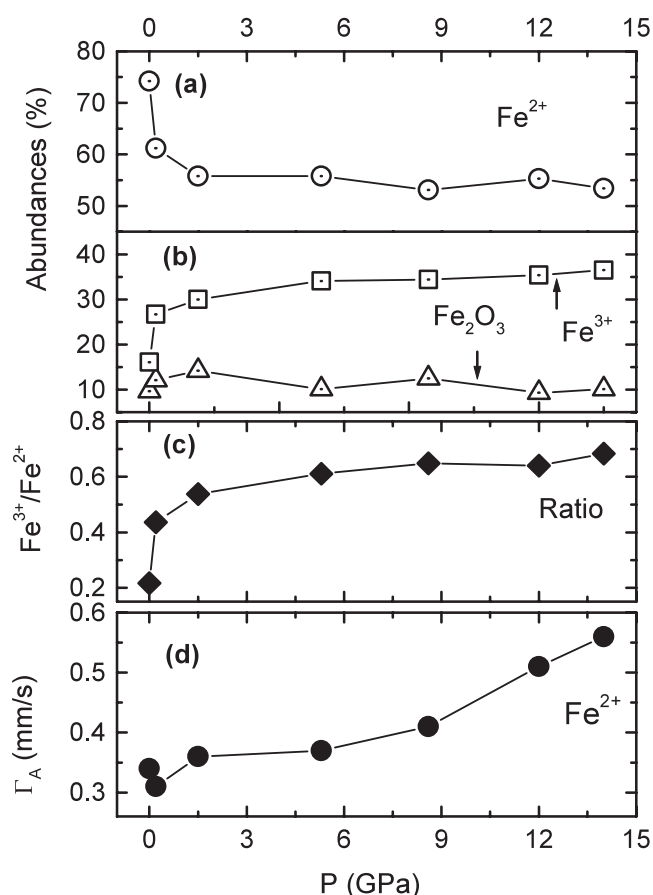 0 3 6 9 12 15
80
70
60
50
(a)
Fe²⁺
Abundances (%)
40
30
20
10
(b)
Fe₂O₃
Fe³⁺
0.8
0.6
0.4
0.2
(c)
Ratio
Fe³⁺/Fe²⁺
0.6
0.5
0.4
0.3
(d)
Fe²⁺
Γ_A (mm/s)
0 3 6 9 12 15
P (GPa)